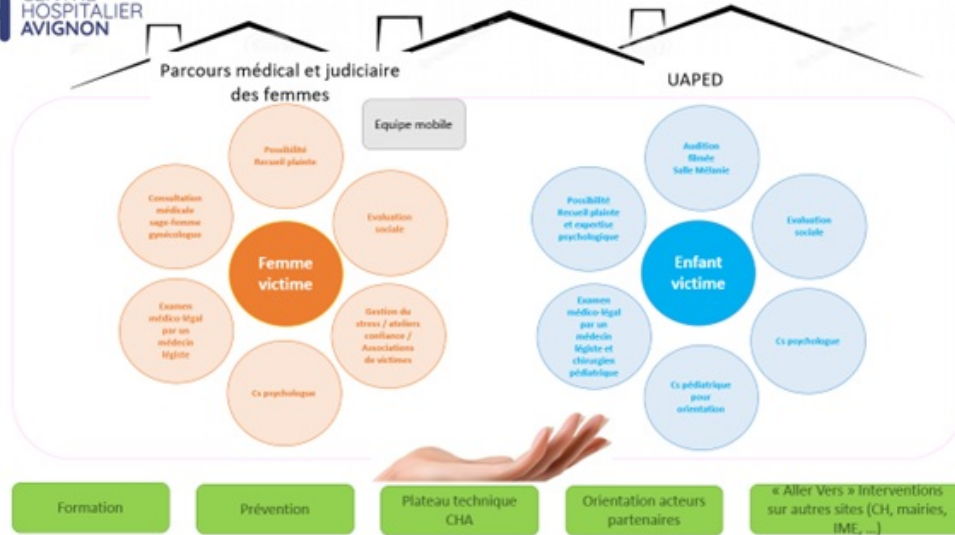 CENTRE
HOSPITALIER
AVIGNON
Parcours médical et judiciaire
des femmes
Equipe mobile
UAPED
Possibilité
Recueil plainte
Consultation
médicale
sage-femme
gynécologue
Evaluation
sociale
Femme
victime
Examen
médico-légal
par un
médecin
légiste
Gestion du
stress / ateliers
confiance /
Associations
de victimes
Cs psychologue
Audition
filmée
Salle Mélanie
Possibilité
Recueil plainte
et expertise
psychologique
Evaluation
sociale
Enfant
victime
Examen
médico-légal
par un
médecin
légiste et
chirurgien
pédiatrique
Cs psychologue
Cs pédiatrique
pour
orientation
Formation
Prévention
Plateau technique
CHA
Orientation acteurs
partenaires
« Aller Vers » Interventions
sur autres sites (CH, mairies,
IME, ...)